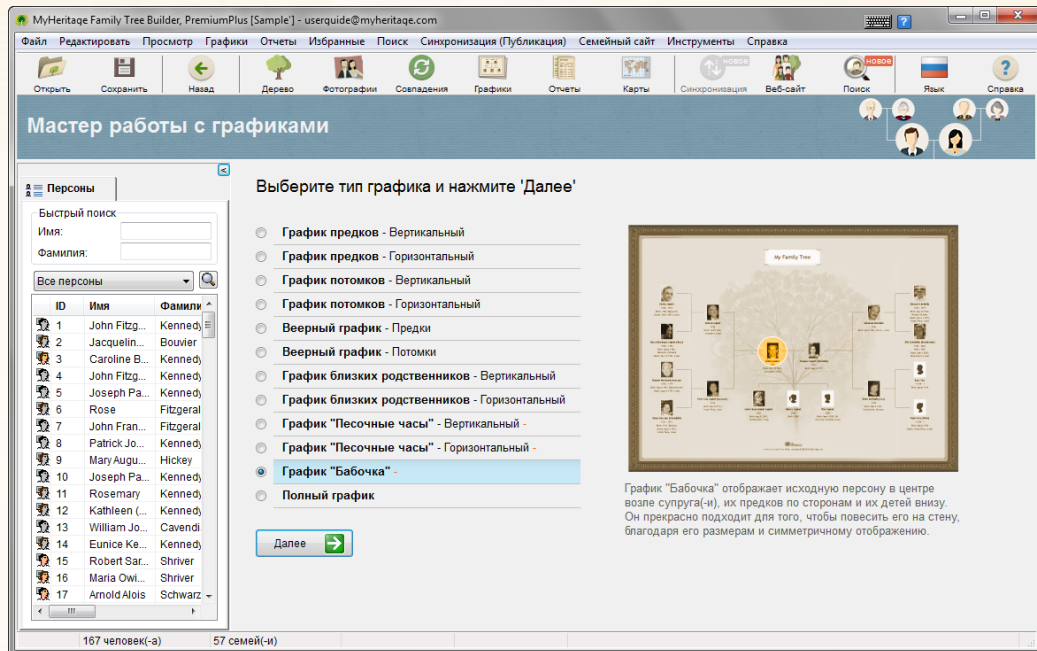 MyHeritage Family Tree Builder, PremiumPlus [Sample'] - userquide@myheritage.com
Файл Редактировать Просмотр Графики Отчеты Избранные Поиск Синхронизация (Публикация) Семейный сайт Инструменты Справка
НОВОЕ НОВОЕ
Открыть Сохранить Назад Дерево Фотографии Совпадения Графики Отчеты Карты Синхронизация Веб-сайт Поиск Язык Справка
Мастер работы с графиками
Персоны
Быстрый поиск
Имя:
Фамилия:
Все персоны
ID Имя Фамили
1 John Fitzg... Kennedy
2 Jacquelin... Bouvier
3 Caroline B... Kennedy
4 John Fitzg... Kennedy
5 Joseph Pa... Kennedy
6 Rose Fitzgeral
7 John Fran... Fitzgeral
8 Patrick Jo... Kennedy
9 Mary Augu... Hickey
10 Joseph Pa... Kennedy
11 Rosemary Kennedy
12 Kathleen (... Kennedy
13 William Jo... Cavendi
14 Eunice Ke... Kennedy
15 Robert Sar... Shriver
16 Maria Owi... Shriver
17 Arnold Alois Schwarz
Выберите тип графика и нажмите 'Далее'
График предков - Вертикальный
График предков - Горизонтальный
График потомков - Вертикальный
График потомков - Горизонтальный
Веерный график - Предки
Веерный график - Потомки
График близких родственников - Вертикальный
График близких родственников - Горизонтальный
График "Песочные часы" - Вертикальный -
График "Песочные часы" - Горизонтальный -
График "Бабочка" -
Полный график
Далее
My Family Tree
График "Бабочка" отображает исходную персону в центре
возле супруга(-и), их предков по сторонам и их детей внизу.
Он прекрасно подходит для того, чтобы повесить его на стену,
благодаря его размерам и симметричному отображению.
167 человек(-а) 57 семей(-и)